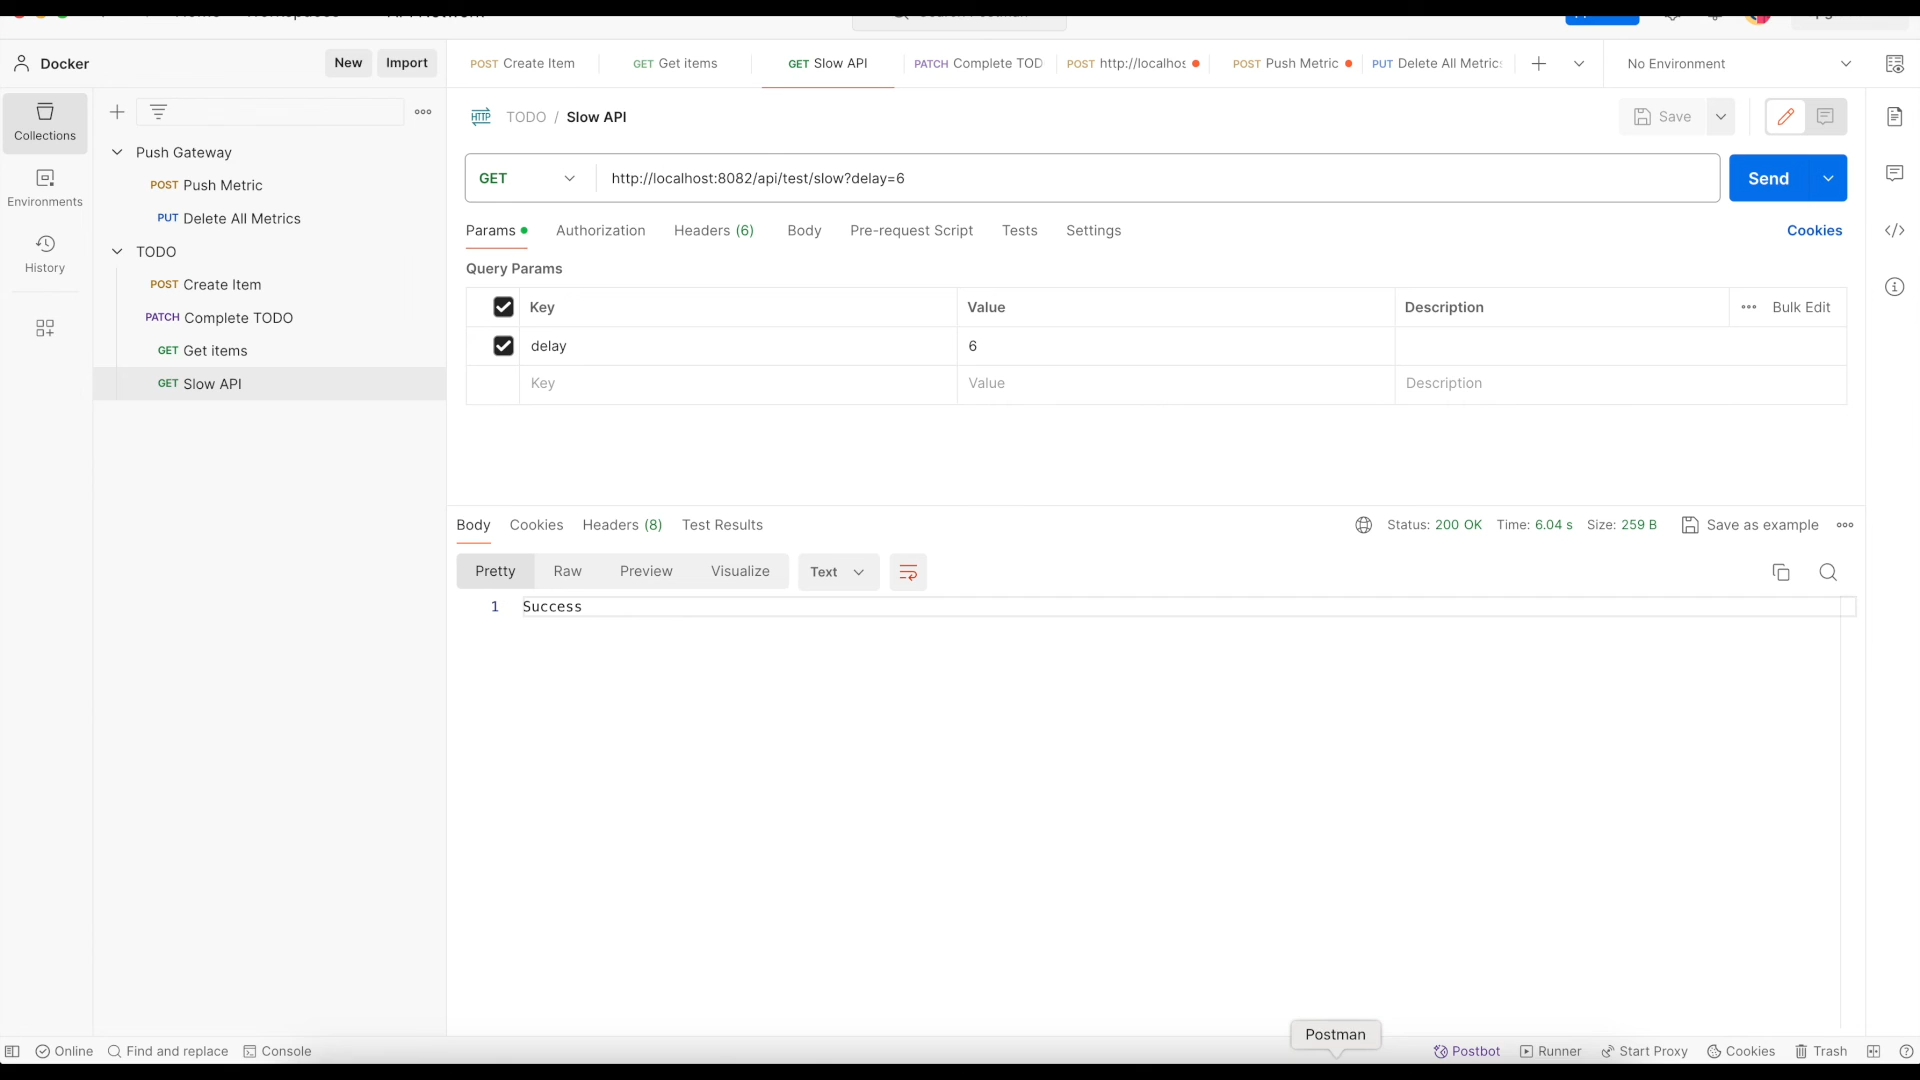 Docker
New
Import
POST Create Item
GET Get items
GET Slow API
PATCH Complete TOD
POST http://localhos
POST Push Metric
PUT Delete All Metric
No Environment
Collections
Environments
History
Push Gateway
POST Push Metric
PUT Delete All Metrics
TODO
POST Create Item
PATCH Complete TODO
GET Get items
GET Slow API
HTTP TODO / Slow API
Save
GET
http://localhost:8082/api/test/slow?delay=6
Send
Params
Authorization
Headers (6)
Body
Pre-request Script
Tests
Settings
Cookies
Query Params
Key
Value
Description
Bulk Edit
delay
6
Key
Value
Description
Body
Cookies
Headers (8)
Test Results
Status: 200 OK
Time: 6.04 s
Size: 259 B
Save as example
Pretty
Raw
Preview
Visualize
Text
1
Success
Postman
Online
Find and replace
Console
Postbot
Runner
Start Proxy
Cookies
Trash